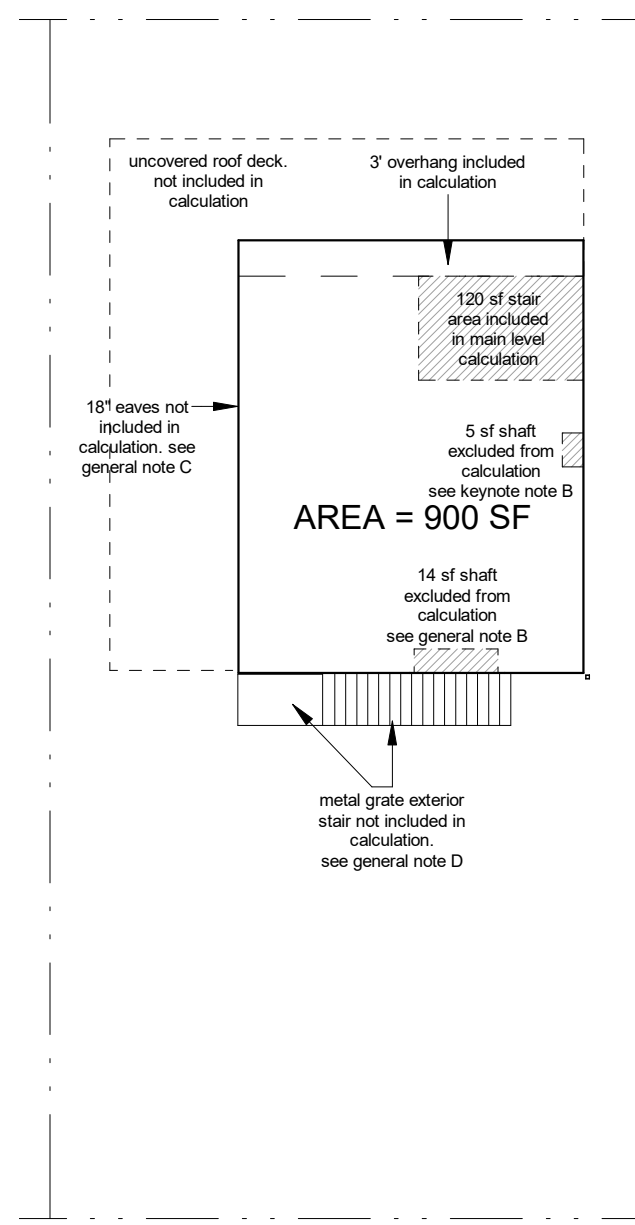 uncovered roof deck.
not included in
calculation
3' overhang included
in calculation
120 sf stair
area included
in main level
calculation
18" eaves not
included in
calculation. see
general note C
5 sf shaft
excluded from
calculation
see keynote note B
AREA = 900 SF
14 sf shaft
excluded from
calculation
see general note B
metal grate exterior
stair not included in
calculation.
see general note D